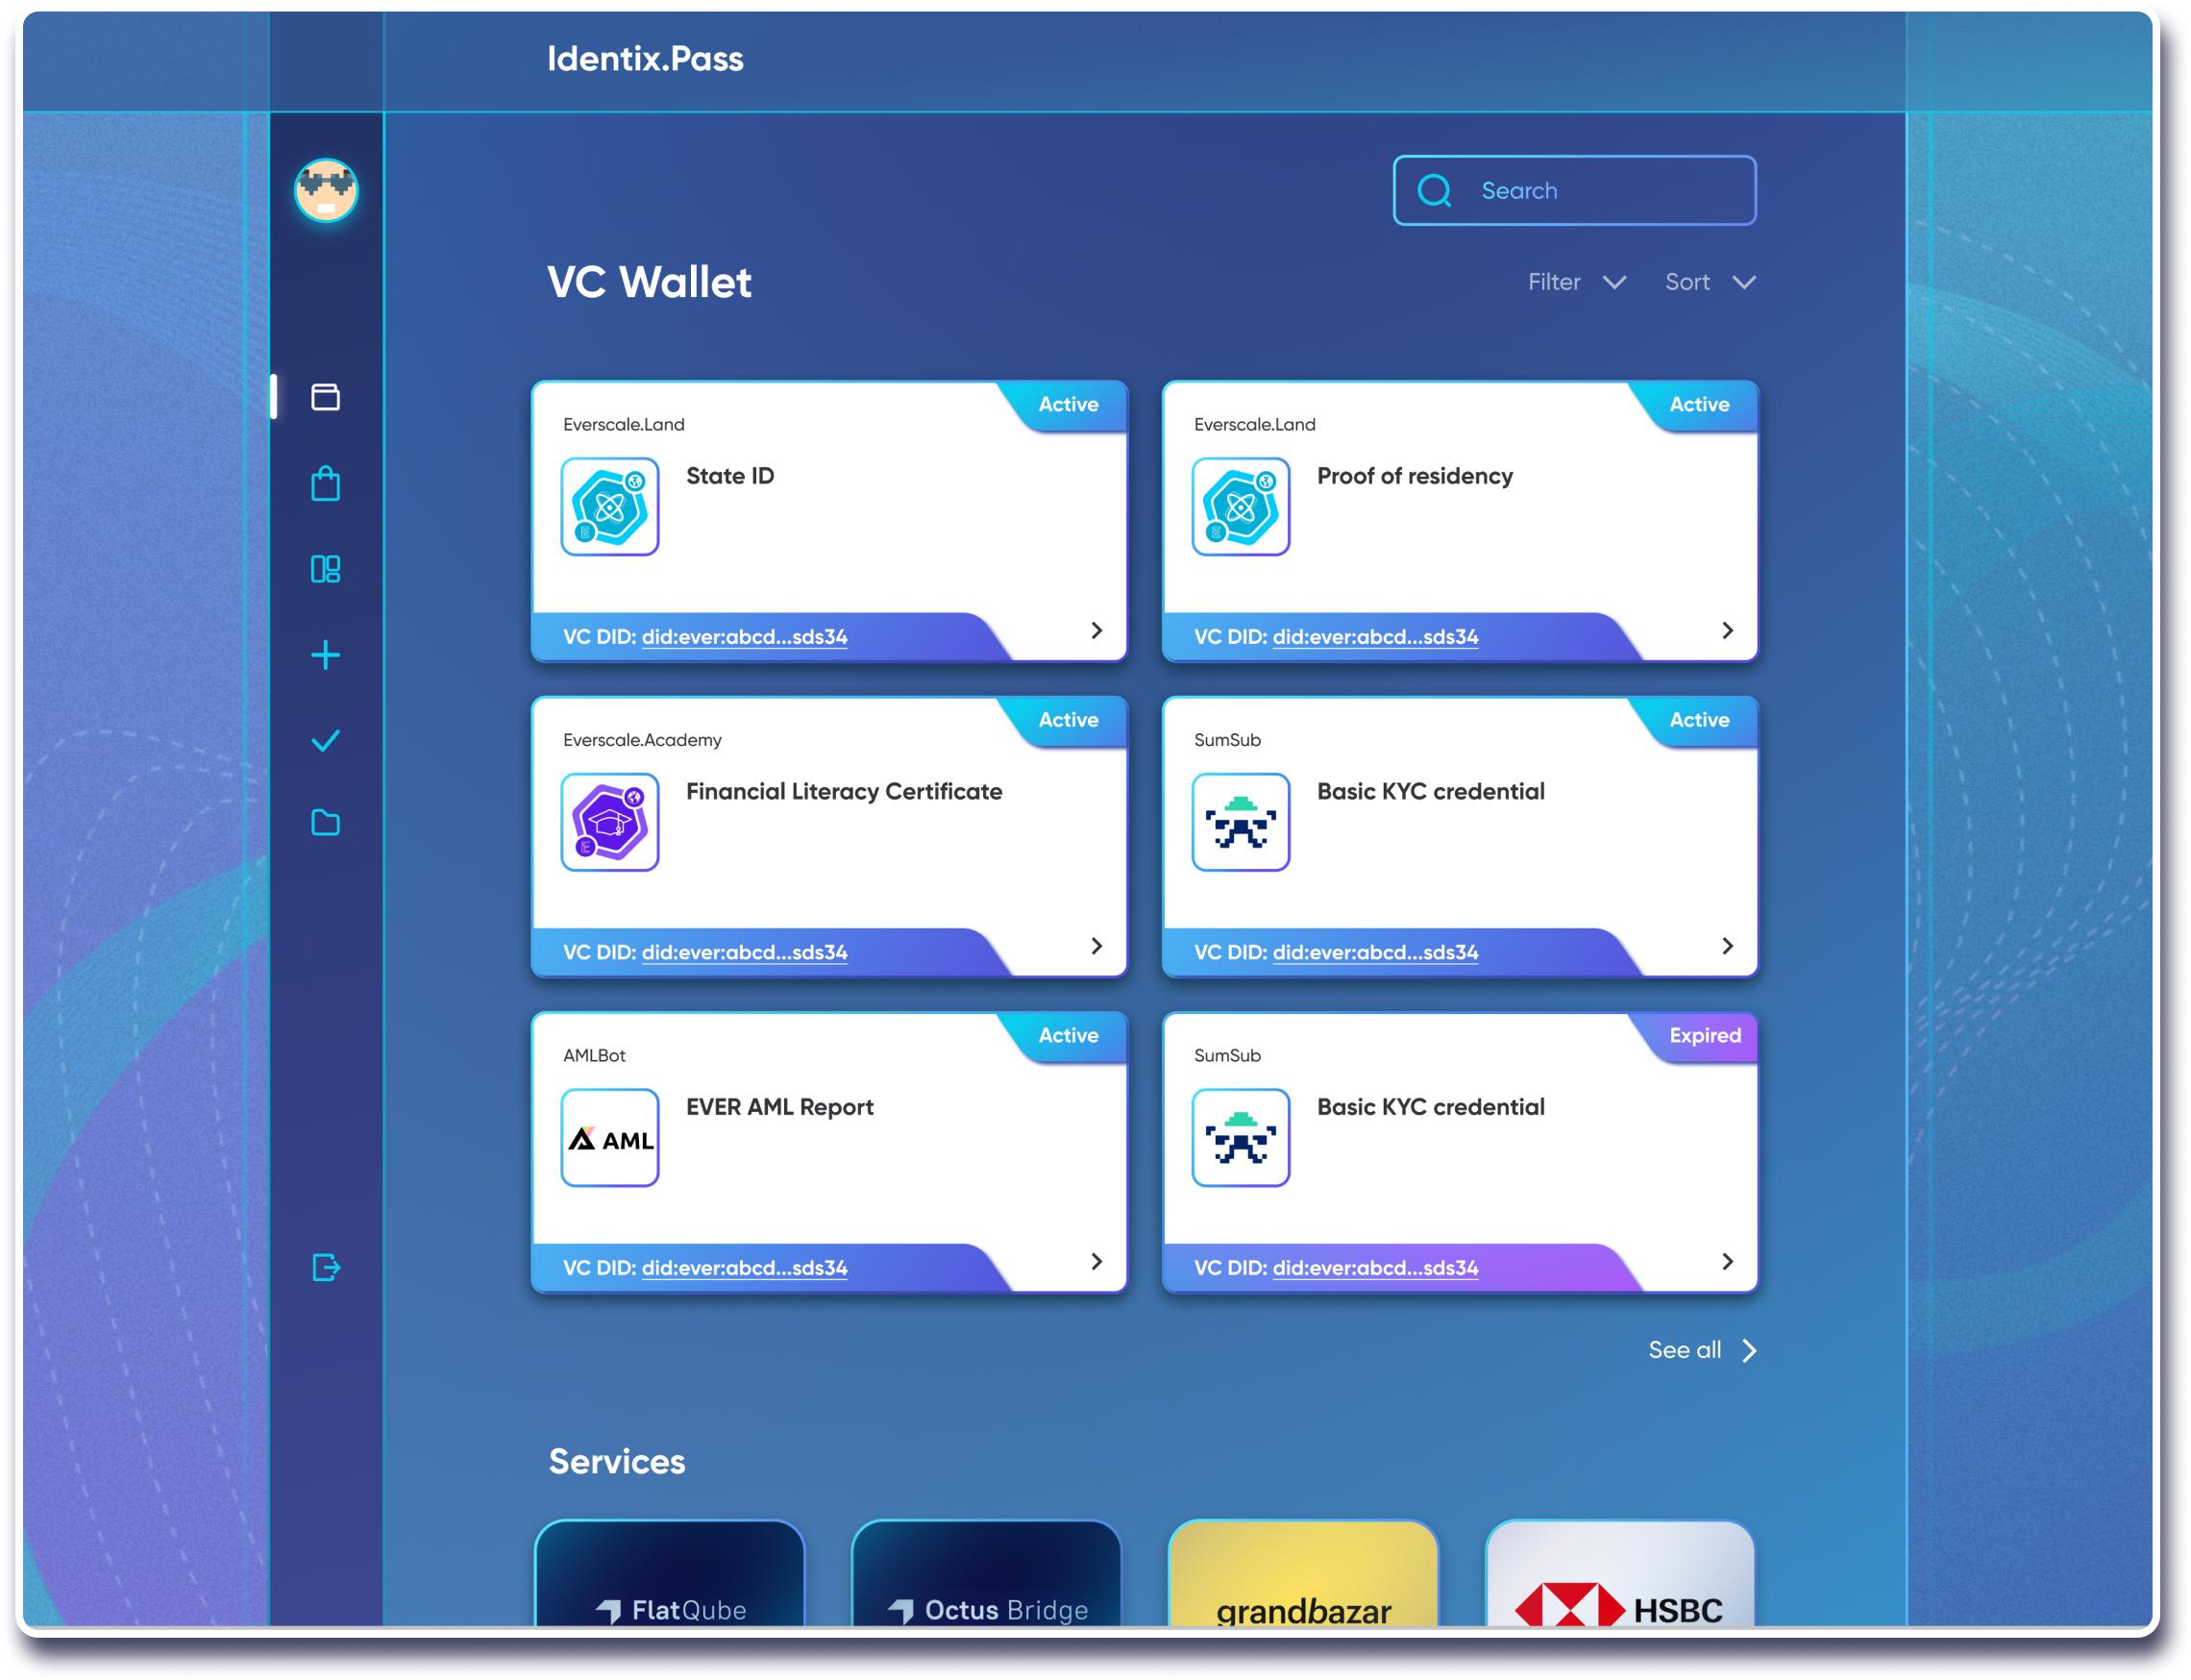 Identix.Pass
Search
VC Wallet
Filter
Sort
Everscale.Land
Active
State ID
VC DID: did:ever:abcd...sds34
Everscale.Land
Active
Proof of residency
VC DID: did:ever:abcd...sds34
Everscale.Academy
Active
Financial Literacy Certificate
VC DID: did:ever:abcd...sds34
SumSub
Active
Basic KYC credential
VC DID: did:ever:abcd...sds34
AMLBot
Active
EVER AML Report
AML
VC DID: did:ever:abcd...sds34
SumSub
Expired
Basic KYC credential
VC DID: did:ever:abcd...sds34
See all
Services
FlatQube
Octus Bridge
grandbazar
HSBC